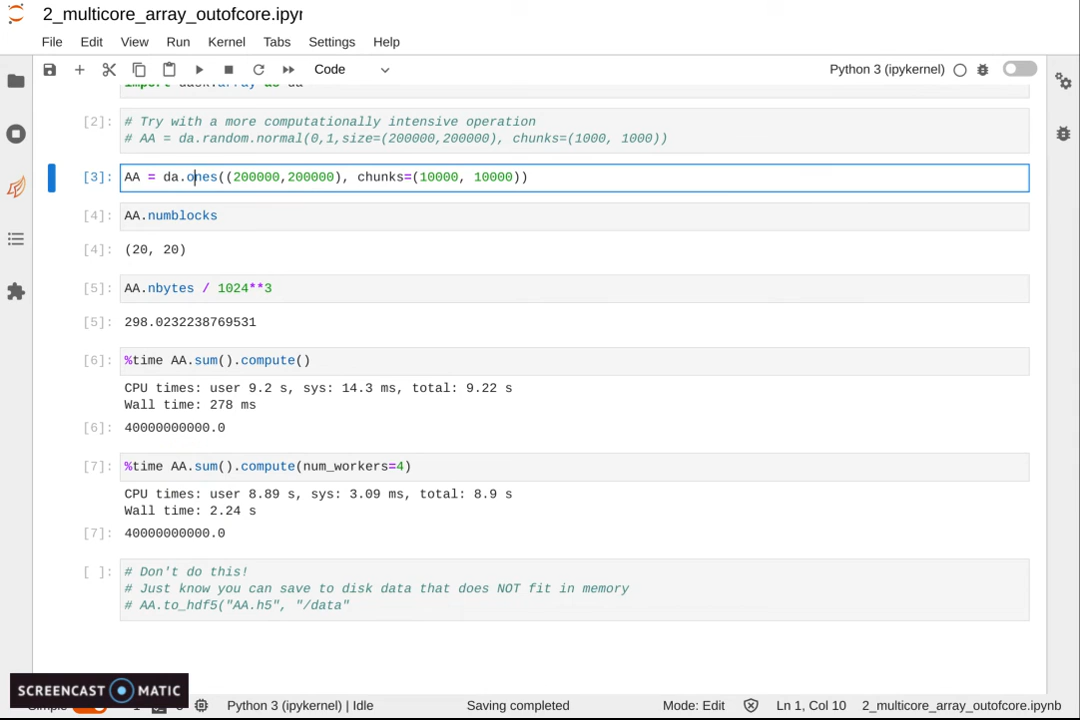 2_multicore_array_outofcore.ipyn
File Edit View Run Kernel Tabs Settings Help
Code Python 3 (ipykernel)
import dask.array as da
[2]: # Try with a more computationally intensive operation
# AA = da.random.normal(0,1,size=(200000,200000), chunks=(1000, 1000))
[3]: AA = da.ones((200000,200000), chunks=(10000, 10000))
[4]: AA.numblocks
[4]: (20, 20)
[5]: AA.nbytes / 1024**3
[5]: 298.0232238769531
[6]: %time AA.sum().compute()
CPU times: user 9.2 s, sys: 14.3 ms, total: 9.22 s
Wall time: 278 ms
[6]: 40000000000.0
[7]: %time AA.sum().compute(num_workers=4)
CPU times: user 8.89 s, sys: 3.09 ms, total: 8.9 s
Wall time: 2.24 s
[7]: 40000000000.0
[ ]: # Don't do this!
# Just know you can save to disk data that does NOT fit in memory
# AA.to_hdf5("AA.h5", "/data"
SCREENCAST MATIC
Simple Python 3 (ipykernel) | Idle Saving completed Mode: Edit Ln 1, Col 10 2_multicore_array_outofcore.ipynb